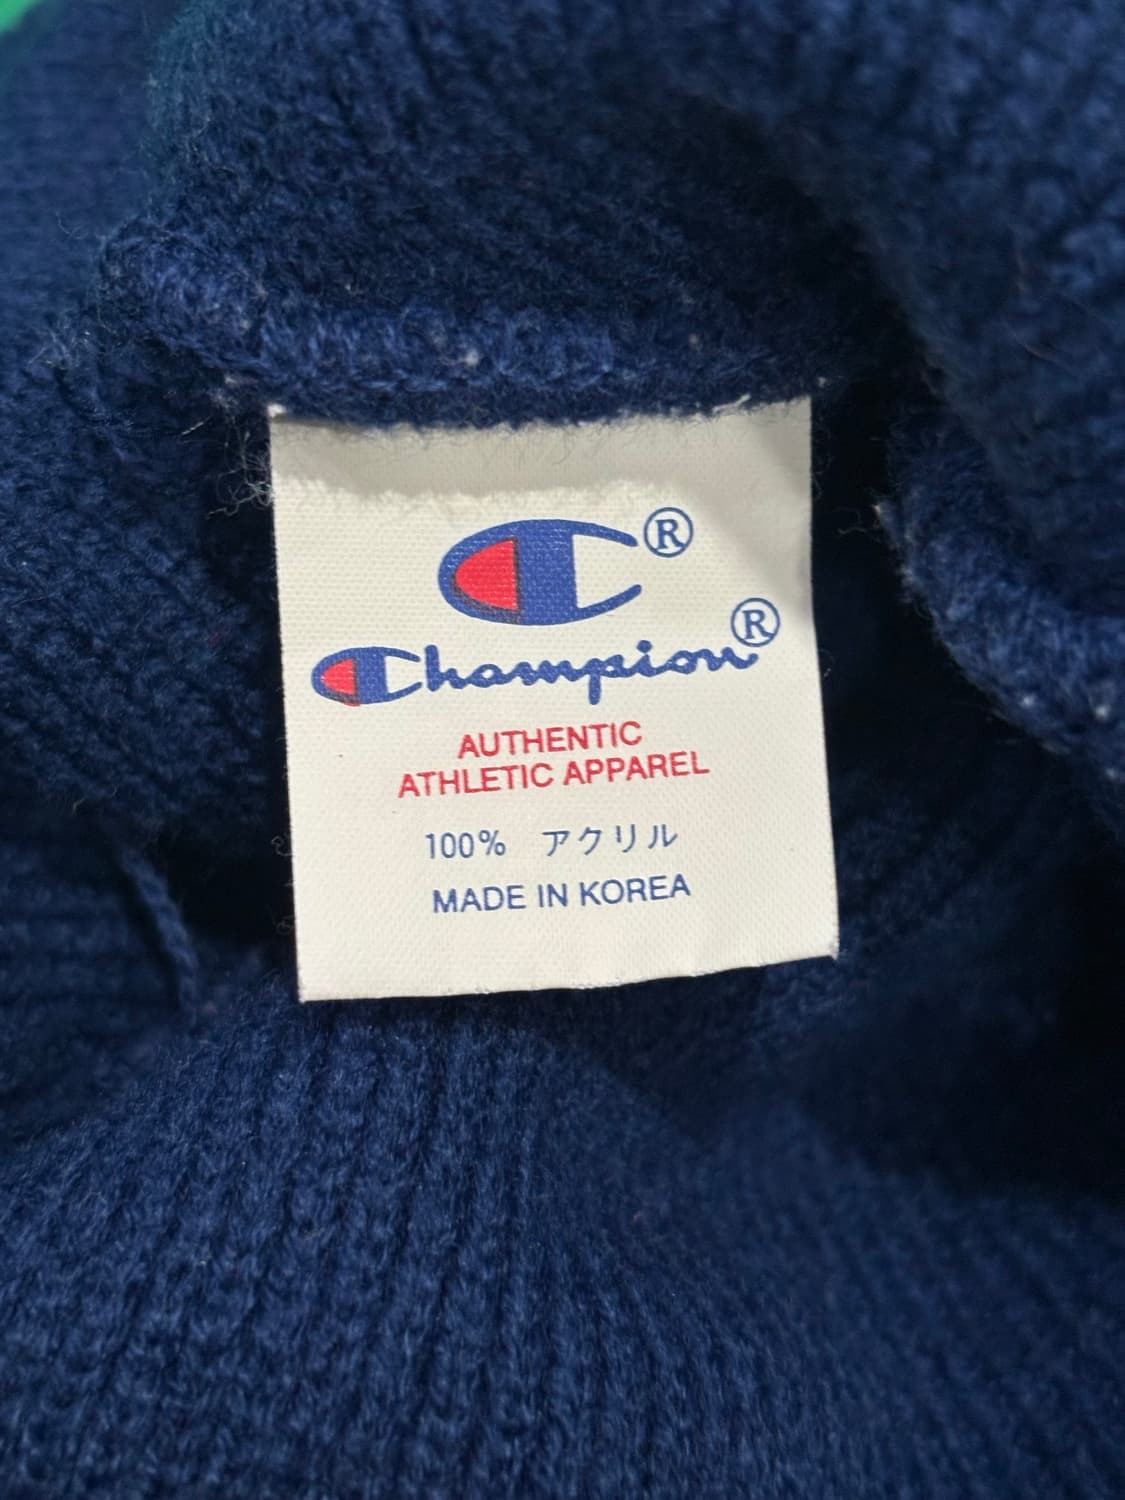 C®
Champion®
AUTHENTIC
ATHLETIC APPAREL
100% アクリル
MADE IN KOREA